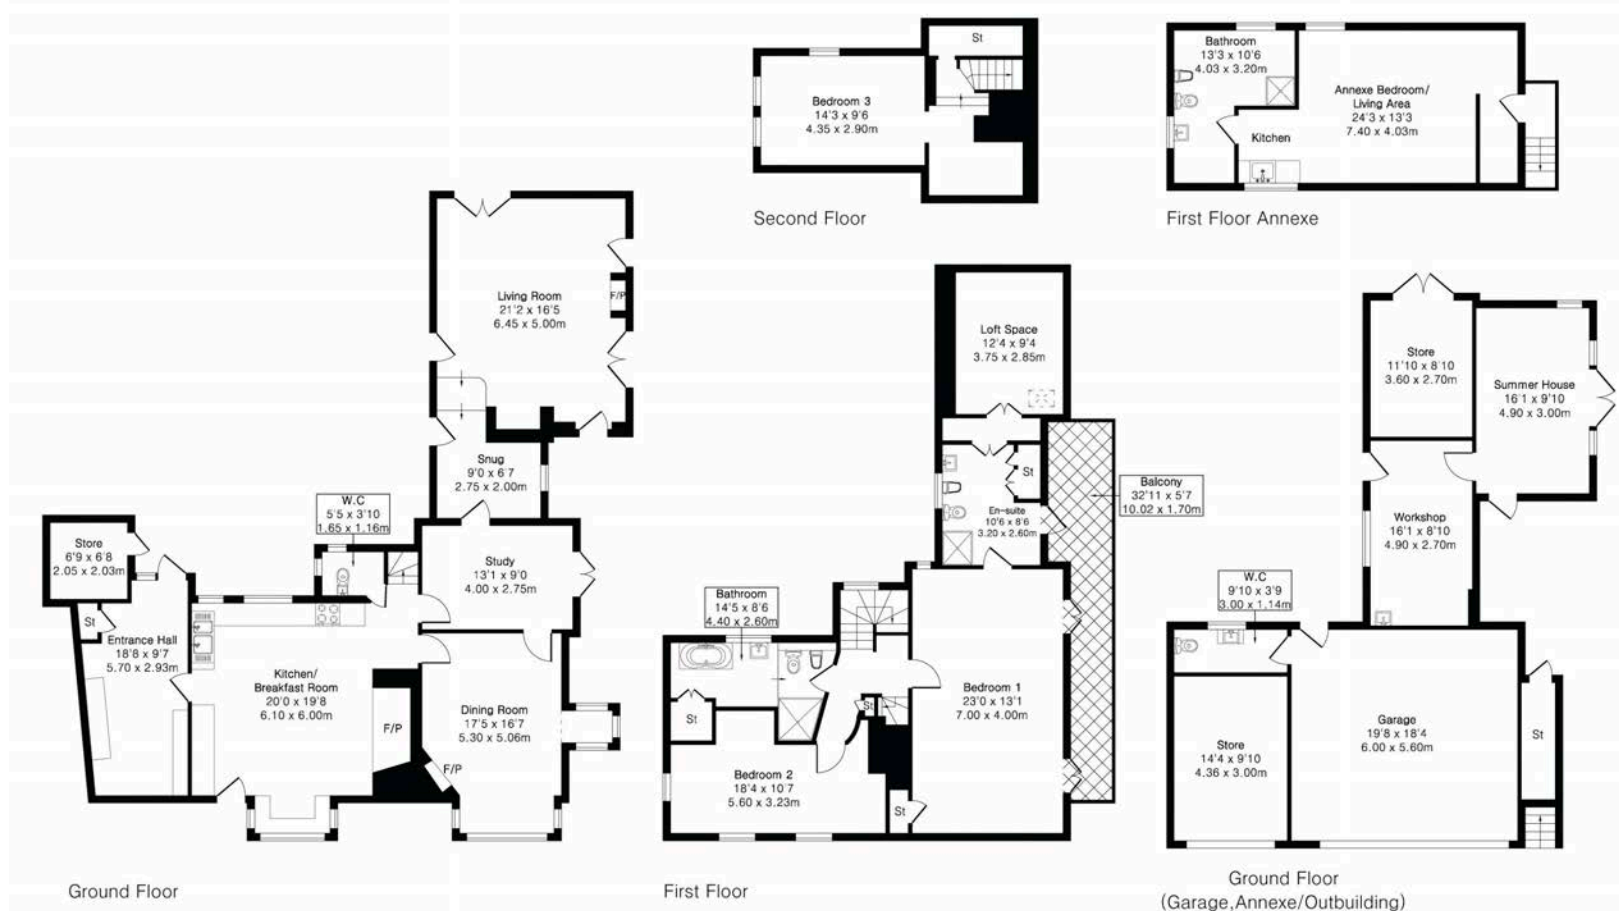 St
Bedroom 3
14'3 x 9'6
4.35 x 2.90m
Second Floor
Bathroom
13'3 x 10'6
4.03 x 3.20m
Annexe Bedroom/
Living Area
24'3 x 13'3
7.40 x 4.03m
Kitchen
First Floor Annexe
Living Room
21'2 x 16'5
6.45 x 5.00m
F/P
Snug
9'0 x 6'7
2.75 x 2.00m
W.C
5'5 x 3'10
1.65 x 1.16m
Store
6'9 x 6'8
2.05 x 2.03m
Study
13'1 x 9'0
4.00 x 2.75m
St
Entrance Hall
18'8 x 9'7
5.70 x 2.93m
Kitchen/
Breakfast Room
20'0 x 19'8
6.10 x 6.00m
F/P
Dining Room
17'5 x 16'7
5.30 x 5.06m
F/P
Ground Floor
Loft Space
12'4 x 9'4
3.75 x 2.85m
St
En-suite
10'6 x 8'6
3.20 x 2.60m
Balcony
32'11 x 5'7
10.02 x 1.70m
Bathroom
14'5 x 8'6
4.40 x 2.60m
St
St
Bedroom 1
23'0 x 13'1
7.00 x 4.00m
Bedroom 2
18'4 x 10'7
5.60 x 3.23m
St
First Floor
Store
11'10 x 8'10
3.60 x 2.70m
Summer House
16'1 x 9'10
4.90 x 3.00m
Workshop
16'1 x 8'10
4.90 x 2.70m
W.C
9'10 x 3'9
3.00 x 1.14m
Garage
19'8 x 18'4
6.00 x 5.60m
Store
14'4 x 9'10
4.36 x 3.00m
St
Ground Floor
(Garage,Annexe/Outbuilding)